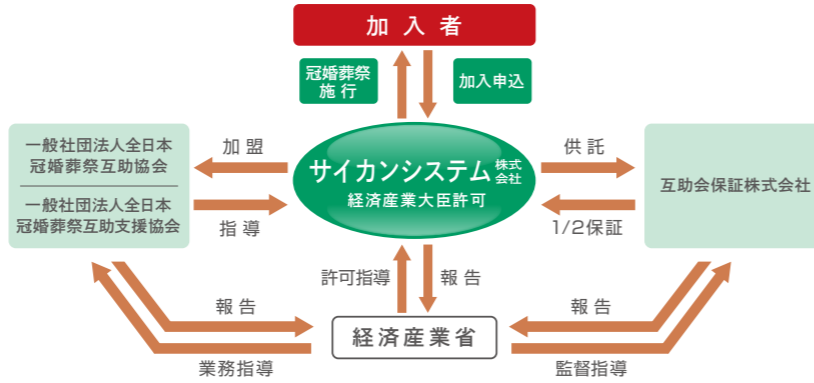 加入者
冠婚葬祭
施行
加入申込
一般社団法人全日本
冠婚葬祭互助協会
一般社団法人全日本
冠婚葬祭互助支援協会
加盟
指導
サイカンシステム株式会社
経済産業大臣許可
供託
1/2保証
互助会保証株式会社
許可指導
報告
報告
業務指導
経済産業省
報告
監督指導